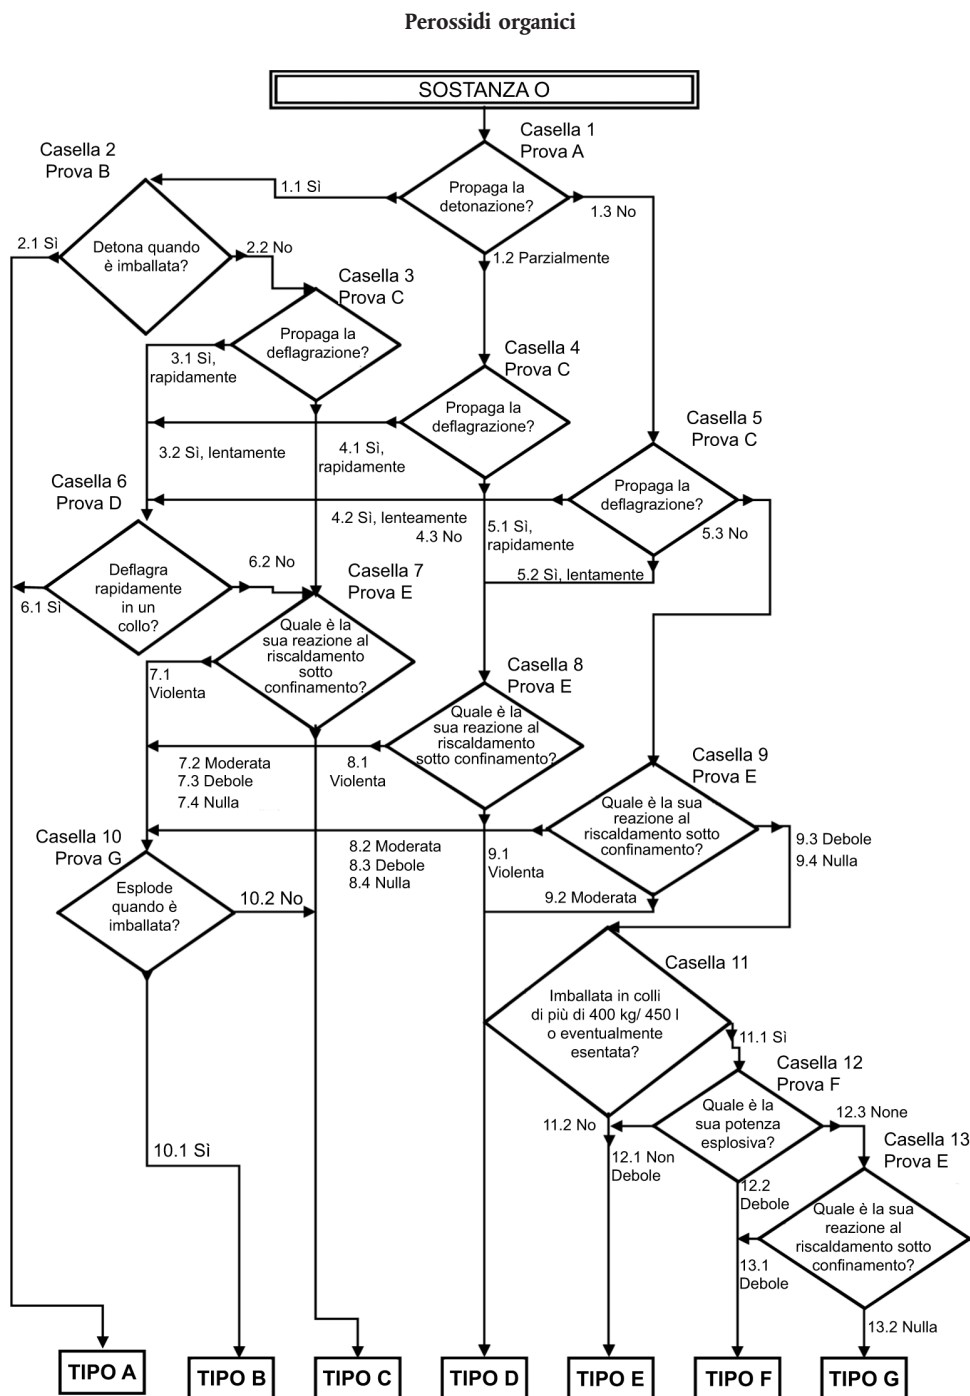 Perossidi organici
SOSTANZA O
Casella 1
Prova A
Propaga la
detonazione?
1.1 Sì
1.3 No
1.2 Parzialmente
Casella 2
Prova B
Detona quando
è imballata?
2.1 Sì
2.2 No
Casella 3
Prova C
Propaga la
deflagrazione?
3.1 Sì,
rapidamente
3.2 Sì, lentamente
Casella 4
Prova C
Propaga la
deflagrazione?
4.1 Sì,
rapidamente
4.2 Sì, lenteamente
4.3 No
Casella 5
Prova C
Propaga la
deflagrazione?
5.1 Sì,
rapidamente
5.2 Sì, lentamente
5.3 No
Casella 6
Prova D
Deflagra
rapidamente
in un
collo?
6.1 Sì
6.2 No
Casella 7
Prova E
Quale è la
sua reazione al
riscaldamento
sotto
confinamento?
7.1
Violenta
7.2 Moderata
7.3 Debole
7.4 Nulla
Casella 8
Prova E
Quale è la
sua reazione al
riscaldamento
sotto confinamento?
8.1
Violenta
8.2 Moderata
8.3 Debole
8.4 Nulla
Casella 9
Prova E
Quale è la sua
reazione al
riscaldamento sotto
confinamento?
9.1
Violenta
9.2 Moderata
9.3 Debole
9.4 Nulla
Casella 10
Prova G
Esplode
quando è
imballata?
10.2 No
10.1 Sì
Casella 11
Imballata in colli
di più di 400 kg/ 450 l
o eventualmente
esentata?
11.1 Sì
11.2 No
Casella 12
Prova F
Quale è la
sua potenza
esplosiva?
12.3 None
12.1 Non
Debole
12.2
Debole
Casella 13
Prova E
Quale è la sua
reazione al
riscaldamento sotto
confinamento?
13.1
Debole
13.2 Nulla
TIPO A
TIPO B
TIPO C
TIPO D
TIPO E
TIPO F
TIPO G